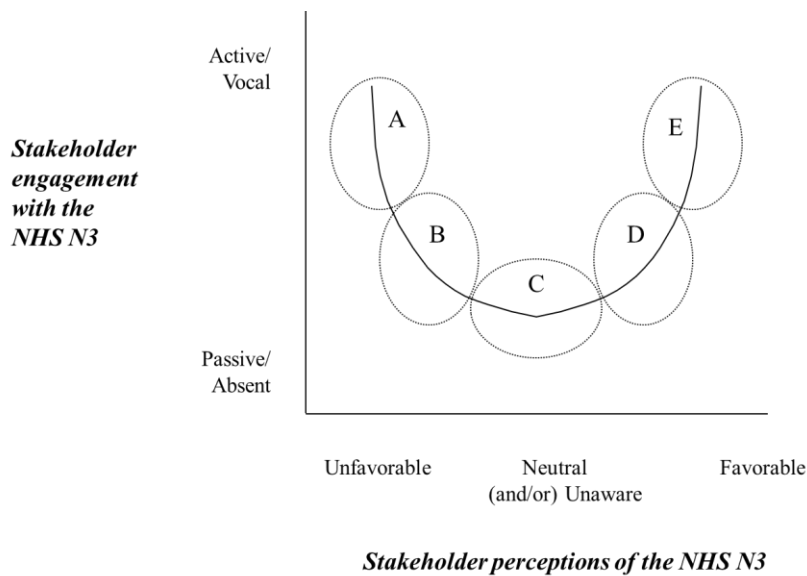 Active/
Vocal
A
E
Stakeholder
engagement
with the
NHS N3
B
D
C
Passive/
Absent
Unfavorable
Neutral
(and/or) Unaware
Favorable
Stakeholder perceptions of the NHS N3